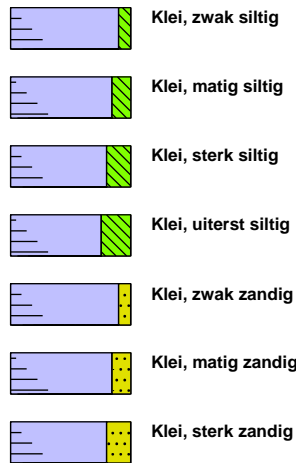 Klei, zwak siltig
Klei, matig siltig
Klei, sterk siltig
Klei, uiterst siltig
Klei, zwak zandig
Klei, matig zandig
Klei, sterk zandig